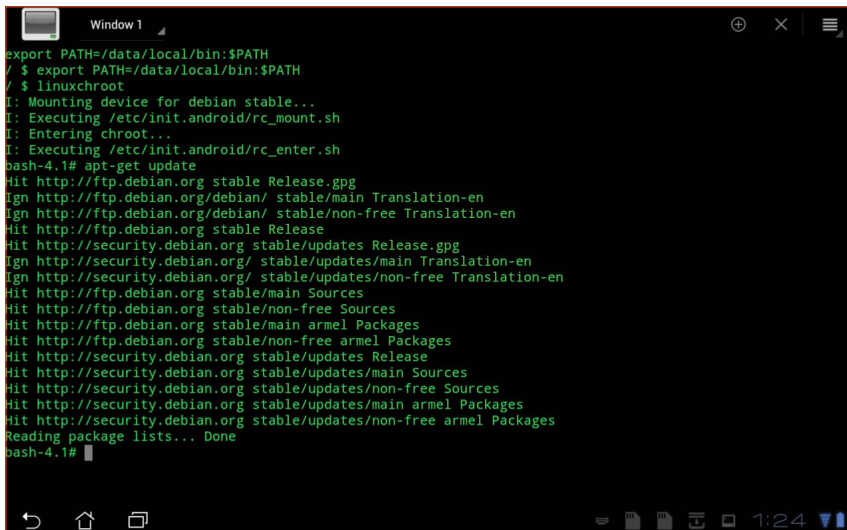 Window 1
export PATH=/data/local/bin:$PATH
/ $ export PATH=/data/local/bin:$PATH
/ $ linuxchroot
I: Mounting device for debian stable...
I: Executing /etc/init.android/rc_mount.sh
I: Entering chroot...
I: Executing /etc/init.android/rc_enter.sh
bash-4.1# apt-get update
Hit http://ftp.debian.org stable Release.gpg
Ign http://ftp.debian.org/debian/ stable/main Translation-en
Ign http://ftp.debian.org/debian/ stable/non-free Translation-en
Hit http://ftp.debian.org stable Release
Hit http://security.debian.org stable/updates Release.gpg
Ign http://security.debian.org/ stable/updates/main Translation-en
Ign http://security.debian.org/ stable/updates/non-free Translation-en
Hit http://ftp.debian.org stable/main Sources
Hit http://ftp.debian.org stable/non-free Sources
Hit http://ftp.debian.org stable/main armel Packages
Hit http://ftp.debian.org stable/non-free armel Packages
Hit http://security.debian.org stable/updates Release
Hit http://security.debian.org stable/updates/main Sources
Hit http://security.debian.org stable/updates/non-free Sources
Hit http://security.debian.org stable/updates/main armel Packages
Hit http://security.debian.org stable/updates/non-free armel Packages
Reading package lists... Done
bash-4.1#
1:24